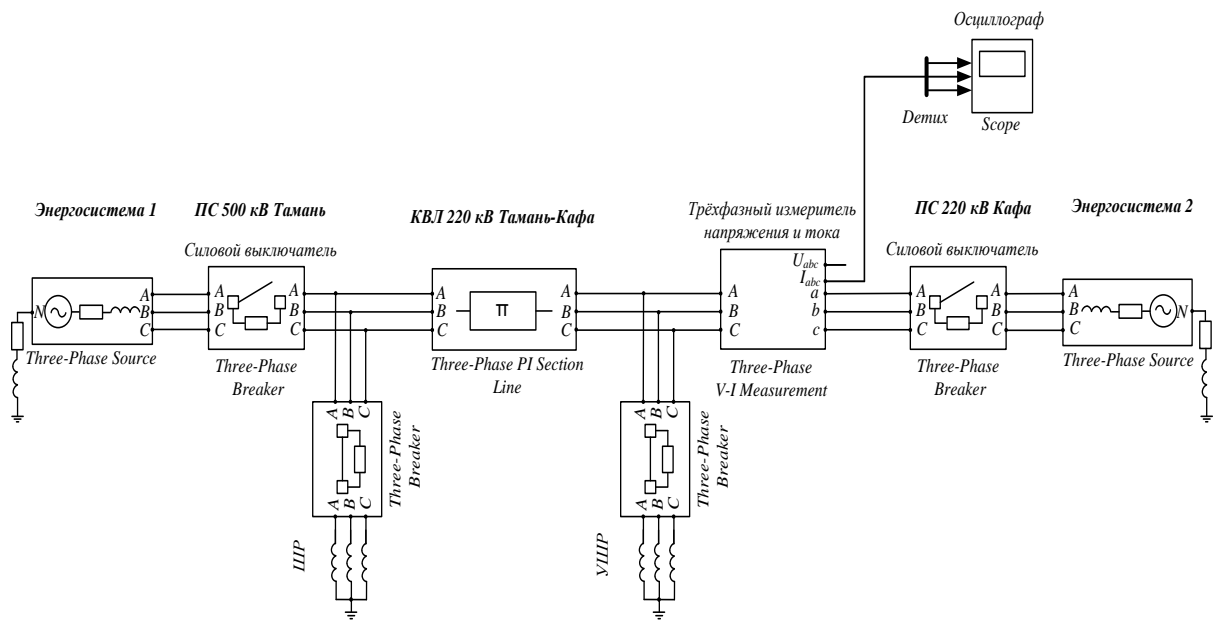 Осциллограф
Demux
Scope
Энергосистема 1
ПС 500 кВ Тамань
КВЛ 220 кВ Тамань-Кафа
Трёхфазный измеритель
напряжения и тока
ПС 220 кВ Кафа
Энергосистема 2
Силовой выключатель
Силовой выключатель
Uabc
Iabc
N
A
B
C
A
B
C
A
B
C
A
B
C
π
A
B
C
A
B
C
a
b
c
A
B
C
A
B
C
A
B
C
N
Three-Phase Source
Three-Phase
Breaker
Three-Phase PI Section
Line
Three-Phase
V-I Measurement
Three-Phase
Breaker
Three-Phase Source
A
B
C
Three-Phase
Breaker
A
B
C
ШР
A
B
C
Three-Phase
Breaker
A
B
C
УШР